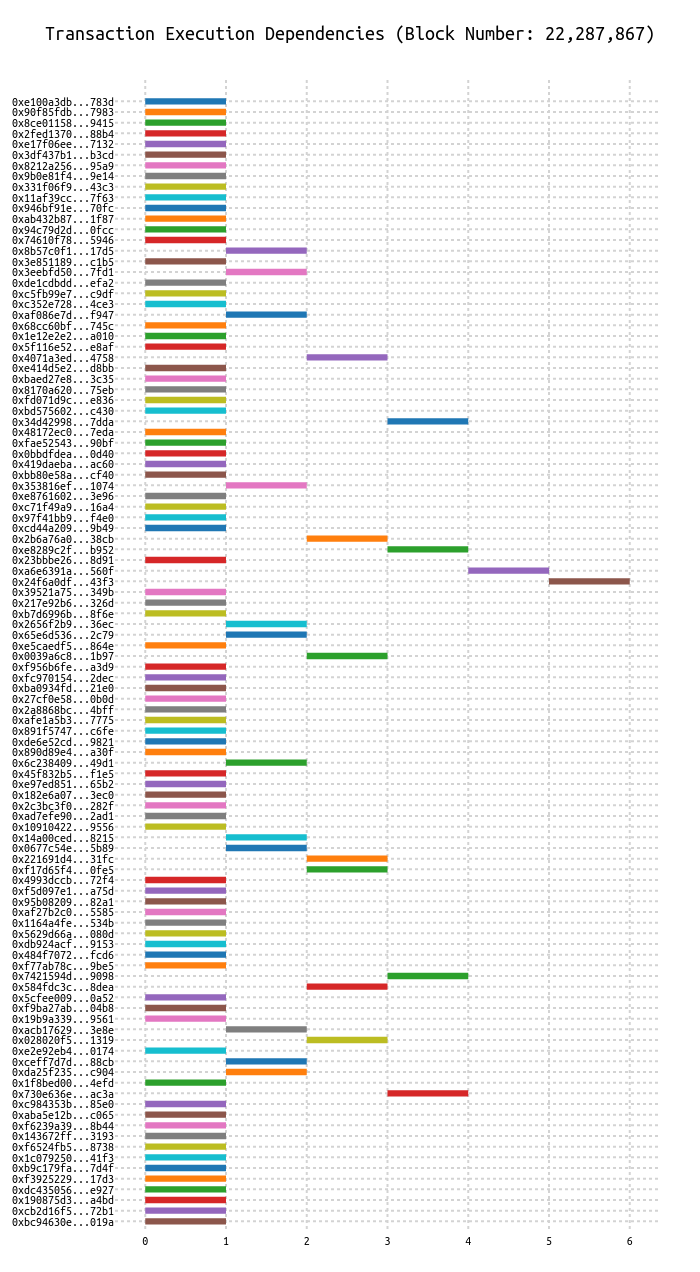 Transaction Execution Dependencies (Block Number: 22,287,867)
0xe100a3db...783d
0x90f85fdb...7983
0x8ce01158...9415
0x2fed1370...88b4
0xe17f06ee...7132
0x3df437b1...b3cd
0x8212a256...95a9
0x9b0e81f4...9e14
0x331f06f9...43c3
0x11af39cc...7f63
0x946bf91e...70fc
0xab432b87...1f87
0x94c79d2d...0fcc
0x74610f78...5946
0x8b57c0f1...17d5
0x3e851189...c1b5
0x3eebfd50...7fd1
0xde1cdbdd...efa2
0xc5fb99e7...c9df
0xc352e728...4ce3
0xaf086e7d...f947
0x68cc60bf...745c
0x1e12e2e2...a010
0x5f116e52...e8af
0x4071a3ed...4758
0xe414d5e2...d8bb
0xbaed27e8...3c35
0x8170a620...75eb
0xfd071d9c...e836
0xbd575602...c430
0x34d42998...7dda
0x48172ec0...7eda
0xfae52543...90bf
0x0bbdfdea...0d40
0x419daeba...ac60
0xbb80e58a...cf40
0x353816ef...1074
0xe8761602...3e96
0xc71f49a9...16a4
0x97f41bb9...f4e0
0xcd44a209...9b49
0x2b6a76a0...38cb
0xe8289c2f...b952
0x23bbbe26...8d91
0xa6e6391a...560f
0x24f6a0df...43f3
0x39521a75...349b
0x217e92b6...326d
0xb7d6996b...8f6e
0x2656f2b9...36ec
0x65e6d536...2c79
0xe5caedf5...864e
0x0039a6c8...1b97
0xf956b6fe...a3d9
0xfc970154...2dec
0xba0934fd...21e0
0x27cf0e58...0b0d
0x2a8868bc...4bff
0xafe1a5b3...7775
0x891f5747...c6fe
0xde6e52cd...9821
0x890d89e4...a30f
0x6c238409...49d1
0x45f832b5...f1e5
0xe97ed851...65b2
0x182e6a07...3ec0
0x2c3bc3f0...282f
0xad7efe90...2ad1
0x10910422...9556
0x14a00ced...8215
0x0677c54e...5b89
0x221691d4...31fc
0xf17d65f4...0fe5
0x4993dccb...72f4
0xf5d097e1...a75d
0x95b08209...82a1
0xaf27b2c0...5585
0x1164a4fe...534b
0x5629d66a...080d
0xdb924acf...9153
0x484f7072...fcd6
0xf77ab78c...9be5
0x7421594d...9098
0x584fdc3c...8dea
0x5cfee009...0a52
0xf9ba27ab...04b8
0x19b9a339...9561
0xacb17629...3e8e
0x028020f5...1319
0xe2e92eb4...0174
0xceff7d7d...88cb
0xda25f235...c904
0x1f8bed00...4efd
0x730e636e...ac3a
0xc984353b...85e0
0xaba5e12b...c065
0xf6239a39...8b44
0x143672ff...3193
0xf6524fb5...8738
0x1c079250...41f3
0xb9c179fa...7d4f
0xf3925229...17d3
0xdc435056...e927
0x190875d3...a4bd
0xcb2d16f5...72b1
0xbc94630e...019a
0 1 2 3 4 5 6